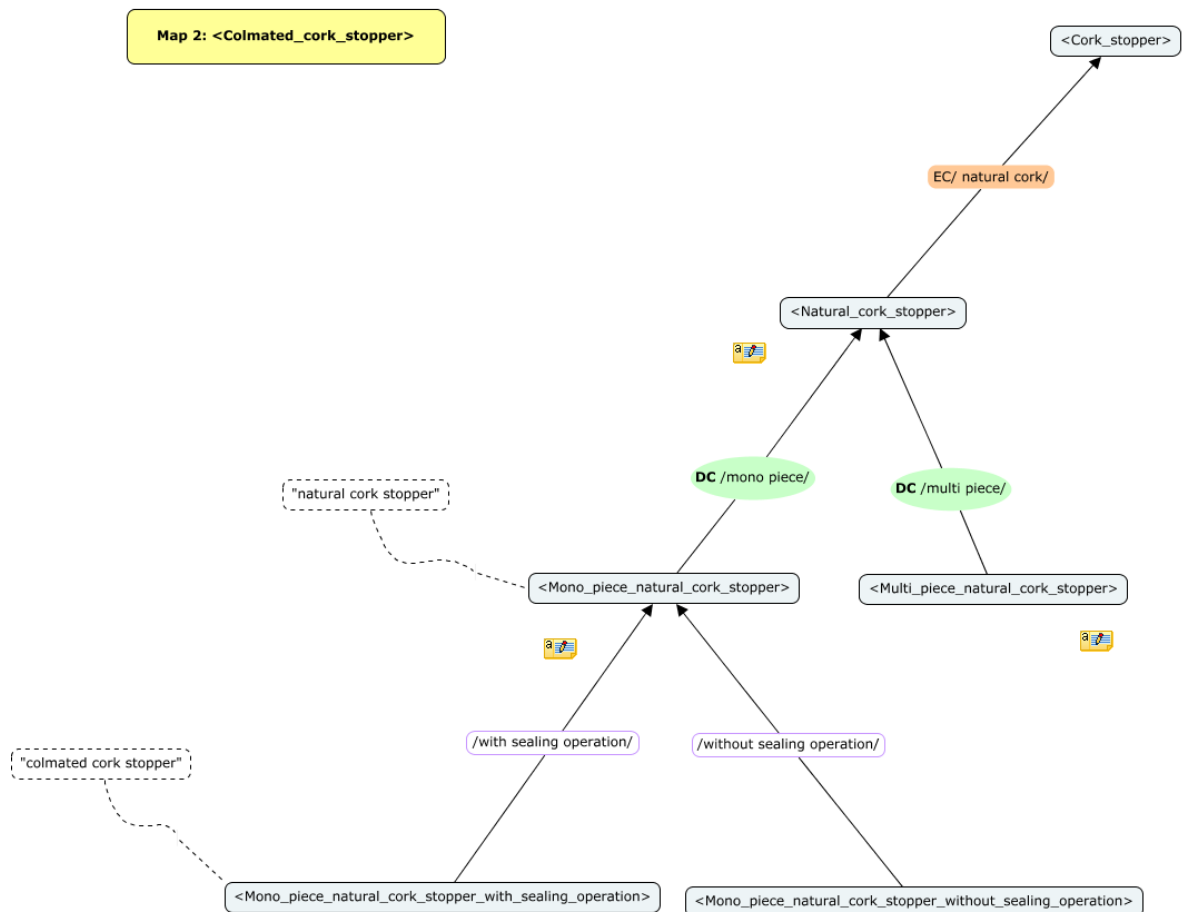 Map 2: <Colmated_cork_stopper>
<Cork_stopper>
EC/ natural cork/
<Natural_cork_stopper>
a
DC /mono piece/
DC /multi piece/
"natural cork stopper"
<Mono_piece_natural_cork_stopper>
<Multi_piece_natural_cork_stopper>
a
a
/with sealing operation/
/without sealing operation/
"colmated cork stopper"
<Mono_piece_natural_cork_stopper_with_sealing_operation>
<Mono_piece_natural_cork_stopper_without_sealing_operation>